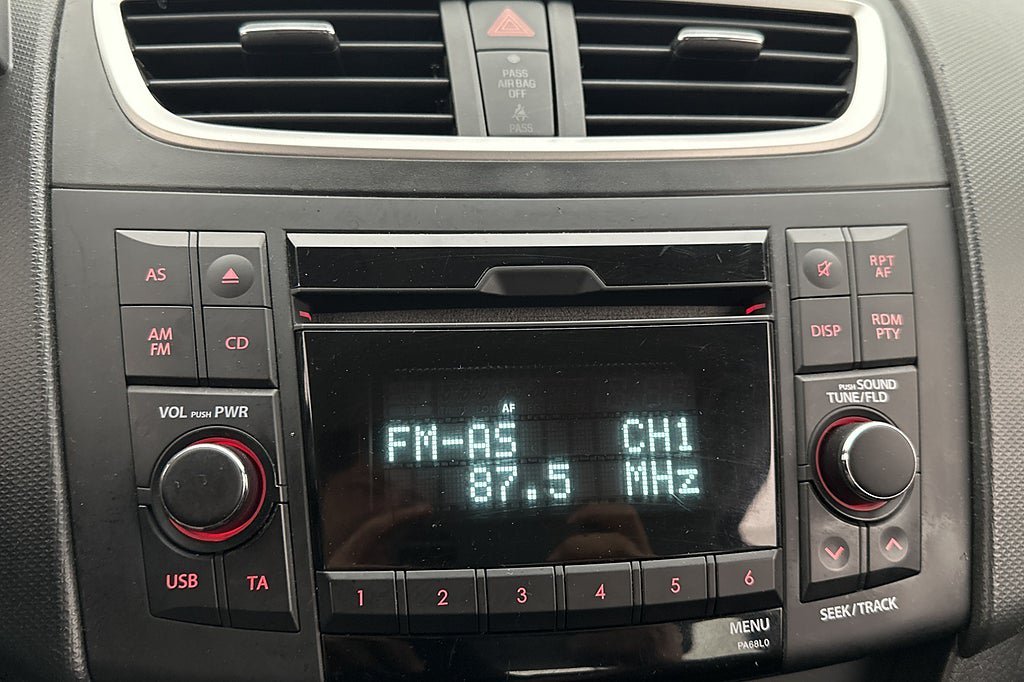 PASS
AIR BAG
OFF
PASS
AS
AM
FM
CD
VOL PUSH PWR
USB
TA
AF
FM-AS CH1
87.5 MHz
1 2 3 4 5 6
MENU
PA68L0
RPT
AF
DISP
RDM
PTY
PUSH SOUND
TUNE/FLD
SEEK/TRACK